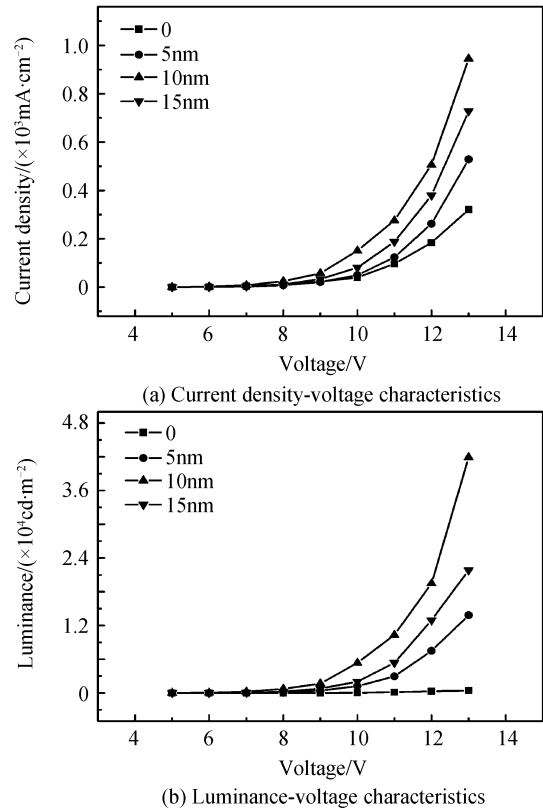 1.0
0.8
0.6
0.4
0.2
0
Current density/(×10³mA·cm⁻²)
0
5nm
10nm
15nm
4 6 8 10 12 14
Voltage/V
(a) Current density-voltage characteristics
4.8
3.6
2.4
1.2
0
Luminance/(×10⁴cd·m⁻²)
0
5nm
10nm
15nm
4 6 8 10 12 14
Voltage/V
(b) Luminance-voltage characteristics